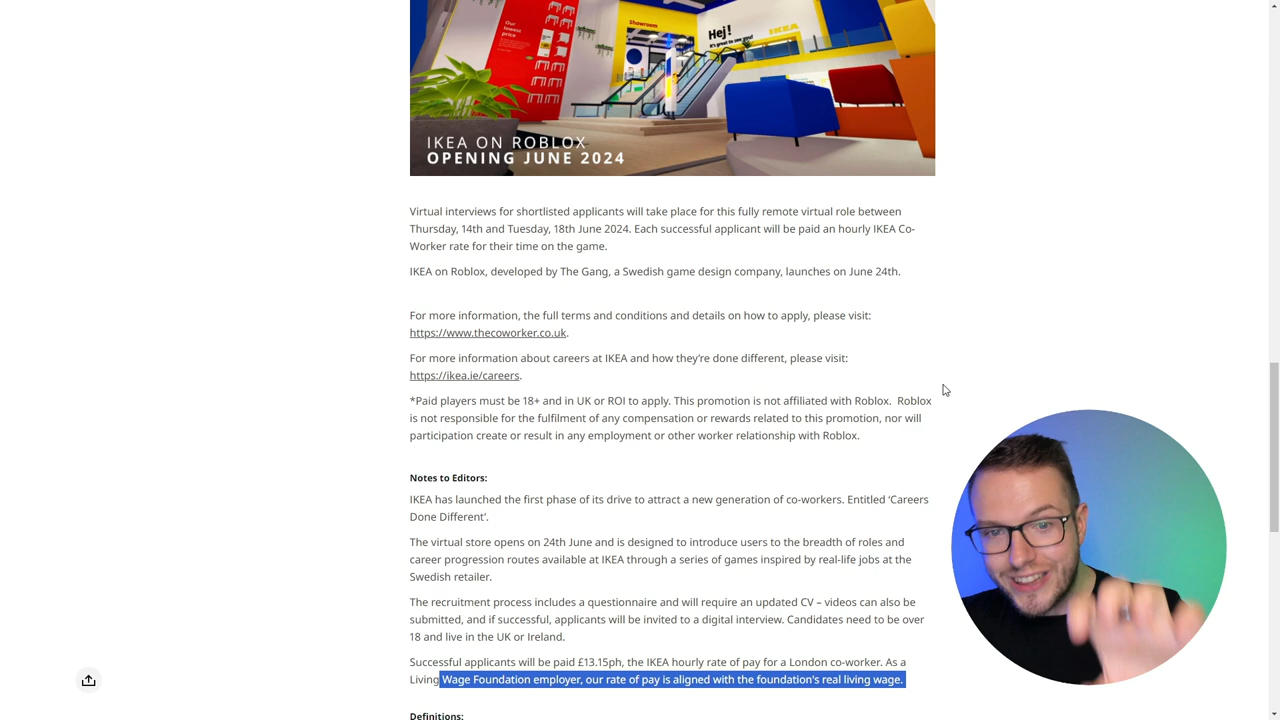 Our
lowest
price
Showroom
Hej!
It's great to see you!
IKEA
IKEA ON ROBLOX
OPENING JUNE 2024
Virtual interviews for shortlisted applicants will take place for this fully remote virtual role between
Thursday, 14th and Tuesday, 18th June 2024. Each successful applicant will be paid an hourly IKEA Co-
Worker rate for their time on the game.
IKEA on Roblox, developed by The Gang, a Swedish game design company, launches on June 24th.
For more information, the full terms and conditions and details on how to apply, please visit:
https://www.thecoworker.co.uk.
For more information about careers at IKEA and how they’re done different, please visit:
https://ikea.ie/careers.
*Paid players must be 18+ and in UK or ROI to apply. This promotion is not affiliated with Roblox.  Roblox
is not responsible for the fulfilment of any compensation or rewards related to this promotion, nor will
participation create or result in any employment or other worker relationship with Roblox.
Notes to Editors:
IKEA has launched the first phase of its drive to attract a new generation of co-workers. Entitled ‘Careers
Done Different’.
The virtual store opens on 24th June and is designed to introduce users to the breadth of roles and
career progression routes available at IKEA through a series of games inspired by real-life jobs at the
Swedish retailer.
The recruitment process includes a questionnaire and will require an updated CV – videos can also be
submitted, and if successful, applicants will be invited to a digital interview. Candidates need to be over
18 and live in the UK or Ireland.
Successful applicants will be paid £13.15ph, the IKEA hourly rate of pay for a London co-worker. As a
Living Wage Foundation employer, our rate of pay is aligned with the foundation's real living wage.
Definitions: